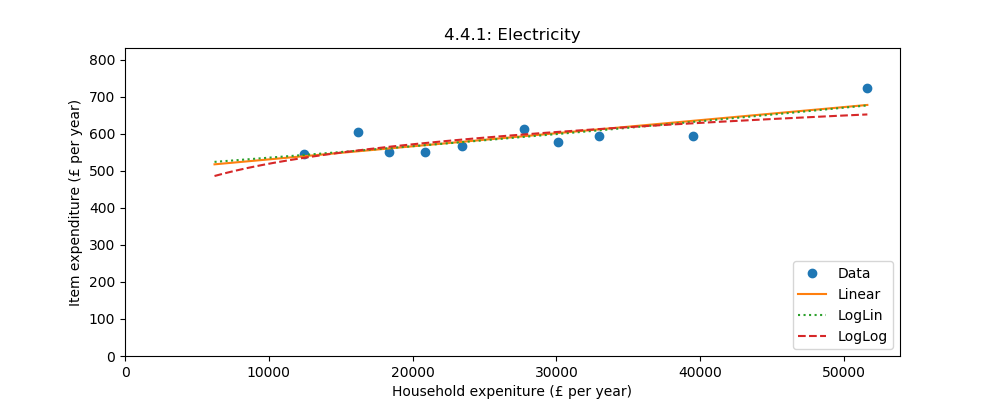 4.4.1: Electricity
Item expenditure (£ per year)
800
700
600
500
400
300
200
100
0
0 10000 20000 30000 40000 50000
Household expeniture (£ per year)
Data
Linear
LogLin
LogLog